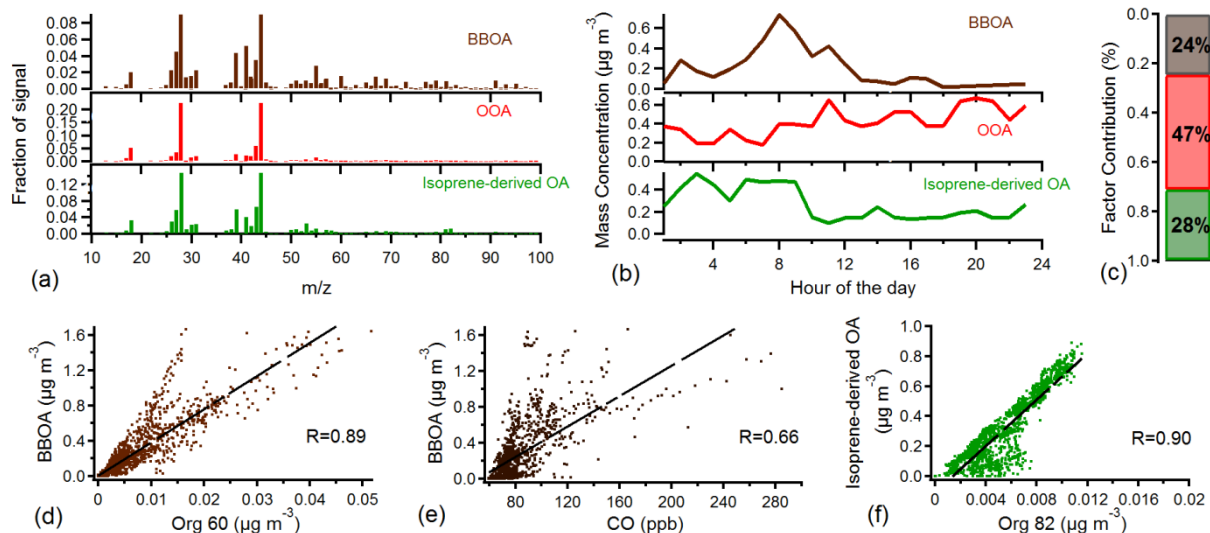 Fraction of signal
0.08
0.06
0.04
0.02
0.00
BBOA
0.20
0.15
0.10
0.05
0.00
OOA
0.12
0.08
0.04
0.00
Isoprene-derived OA
10 20 30 40 50 60 70 80 90 100
m/z
(a)
Mass Concentration (µg m⁻³)
0.6
0.4
0.2
0.0
BBOA
0.6
0.4
0.2
0.0
OOA
0.4
0.2
0.0
Isoprene-derived OA
4 8 12 16 20 24
Hour of the day
(b)
Factor Contribution (%)
0.0
0.2
0.4
0.6
0.8
1.0
24%
47%
28%
(c)
BBOA (µg m⁻³)
1.6
1.2
0.8
0.4
0.0
R=0.89
0 0.01 0.02 0.03 0.04 0.05
Org 60 (µg m⁻³)
(d)
BBOA (µg m⁻³)
1.6
1.2
0.8
0.4
0.0
R=0.66
80 120 160 200 240 280
CO (ppb)
(e)
Isoprene-derived OA
(µg m⁻³)
1.0
0.8
0.6
0.4
0.2
0.0
R=0.90
0 0.006 0.01 0.016 0.02
Org 82 (µg m⁻³)
(f)